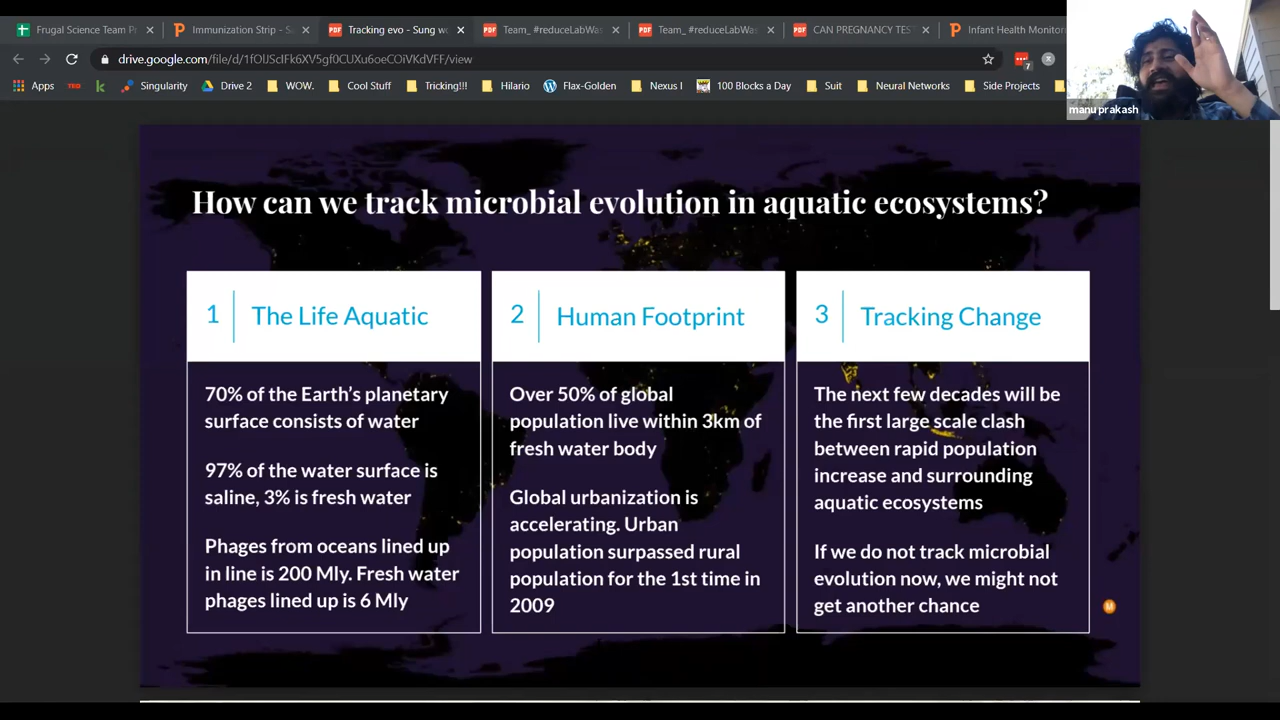 Frugal Science Team P
Immunization Strip - S
Tracking evo - Sung w
Team_ #reduceLabWas
Team_ #reduceLabWas
CAN PREGNANCY TES
Infant Health Monitor
drive.google.com/file/d/1fOlJScIFk6XV5gf0CUXu6oeCOiVKdVFF/view
7
Apps
TED
Singularity
Drive 2
WOW.
Cool Stuff
Tricking!!!
Hilario
Flax-Golden
Nexus I
100 Blocks a Day
Suit
Neural Networks
Side Projects
manu prakash
How can we track microbial evolution in aquatic ecosystems?
1 The Life Aquatic
70% of the Earth's planetary
surface consists of water
97% of the water surface is
saline, 3% is fresh water
Phages from oceans lined up
in line is 200 Mly. Fresh water
phages lined up is 6 Mly
2 Human Footprint
Over 50% of global
population live within 3km of
fresh water body
Global urbanization is
accelerating. Urban
population surpassed rural
population for the 1st time in
2009
3 Tracking Change
The next few decades will be
the first large scale clash
between rapid population
increase and surrounding
aquatic ecosystems
If we do not track microbial
evolution now, we might not
get another chance
M